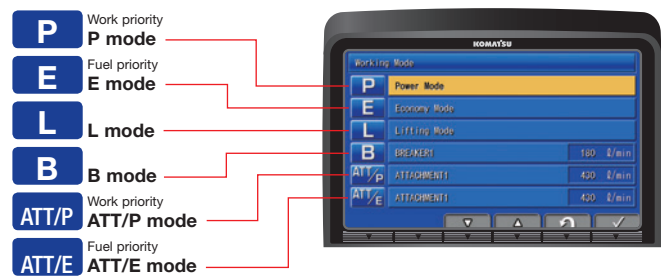 P
Work priority
P mode
E
Fuel priority
E mode
L
L mode
B
B mode
ATT/P
Work priority
ATT/P mode
ATT/E
Fuel priority
ATT/E mode
KOMATSU
Working Mode
P Power Mode
E Economy Mode
L Lifting Mode
B BREAKER1 160 ℓ/min
ATT/P ATTACHMENT1 430 ℓ/min
ATT/E ATTACHMENT1 430 ℓ/min